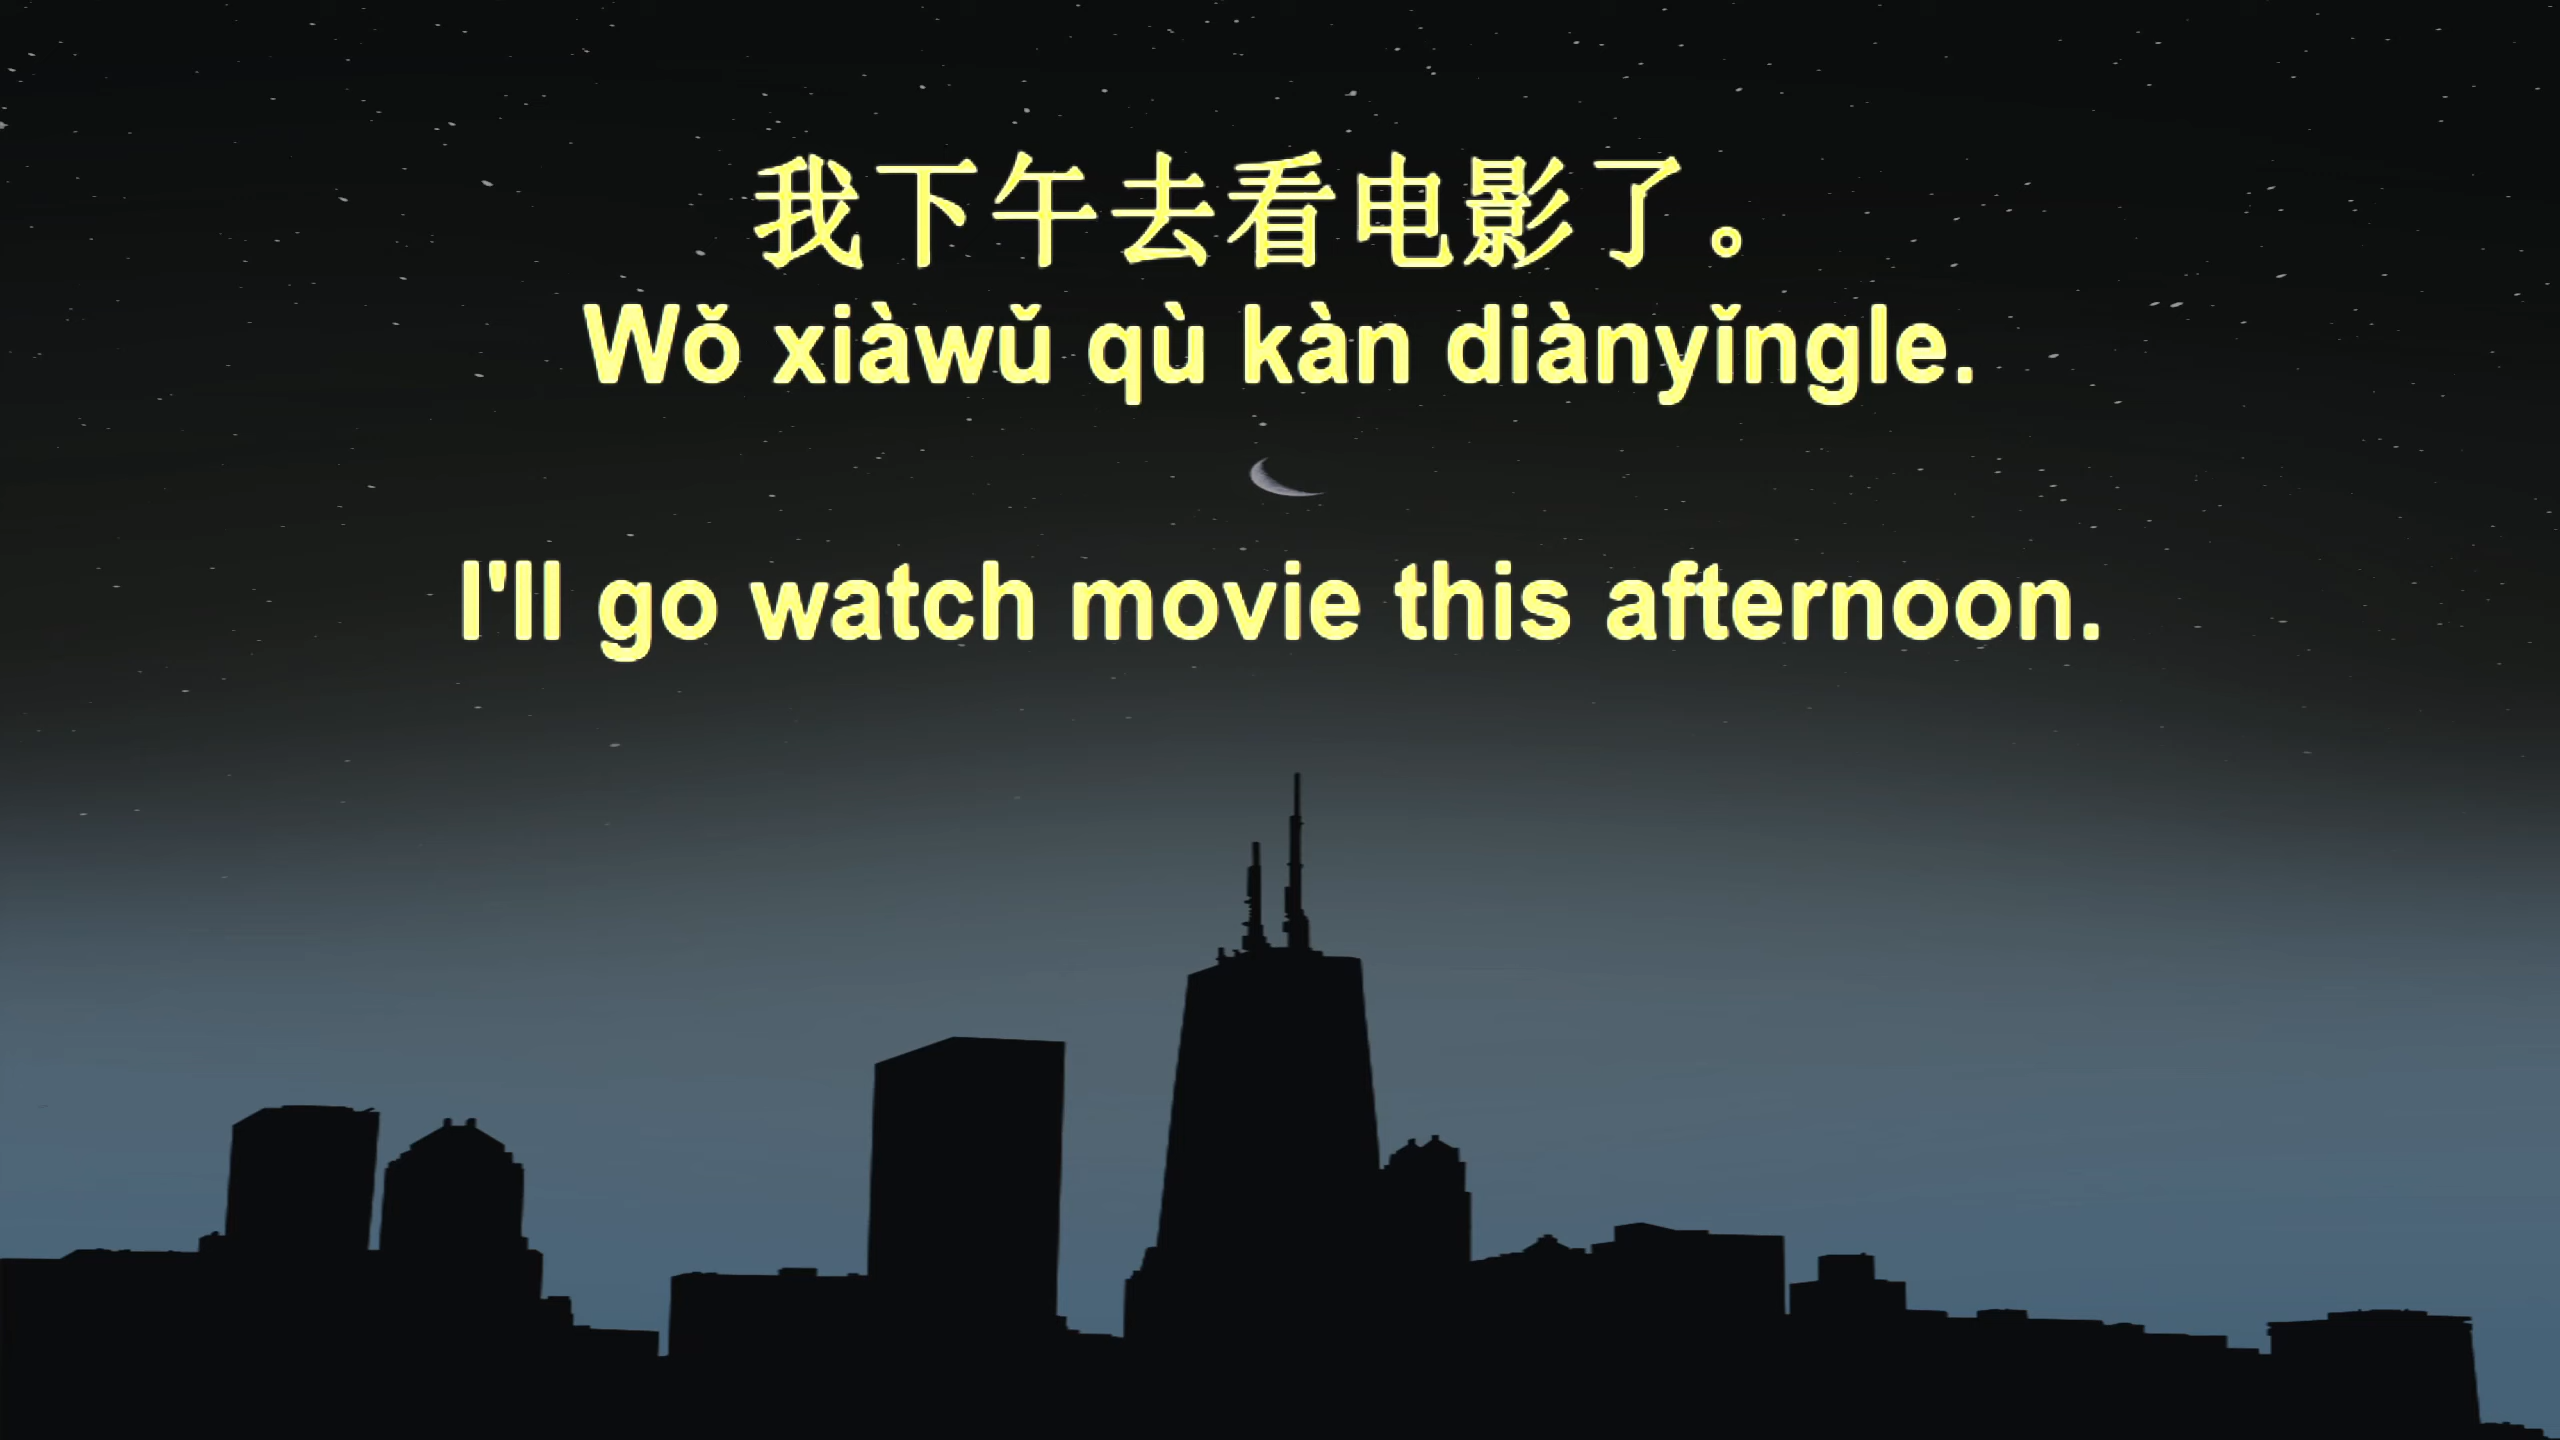 我下午去看电影了。
Wǒ xiàwǔ qù kàn diànyǐngle.
I'll go watch movie this afternoon.